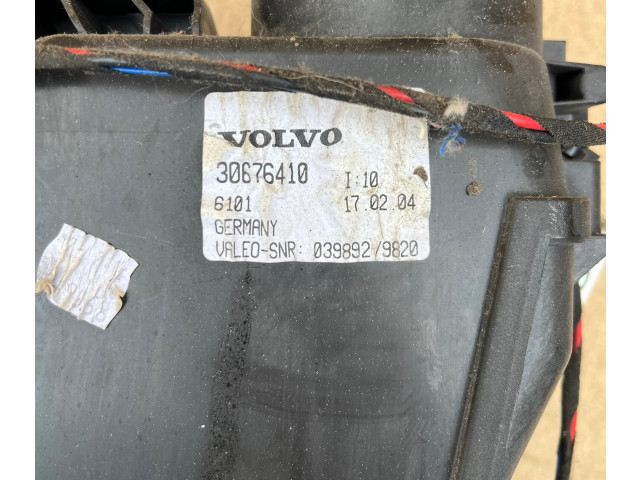 VOLVO
30676410 I:10
6101 17.02.04
GERMANY
VALEO-SNR: 039892/9820